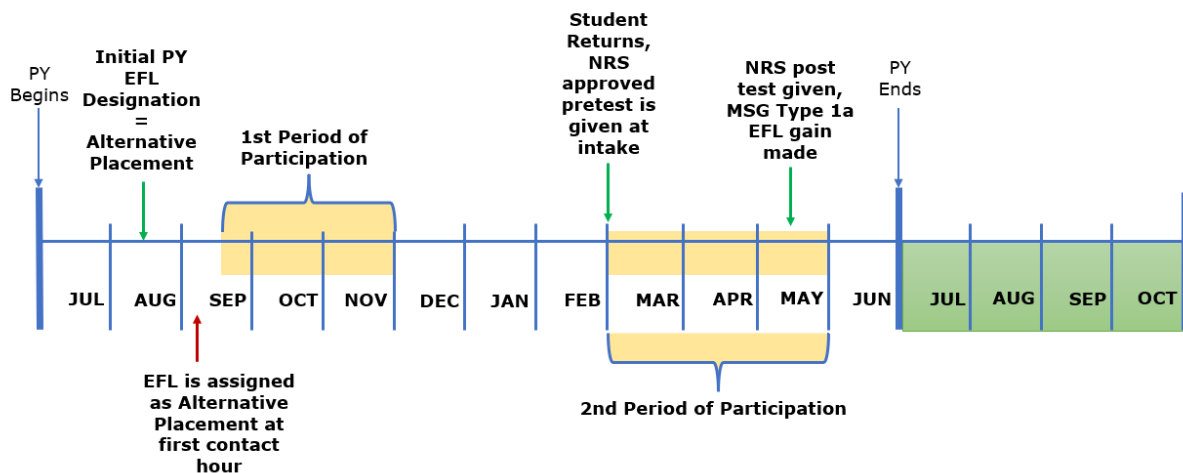 PY
Begins
Initial PY
EFL
Designation
=
Alternative
Placement
1st Period of
Participation
Student
Returns,
NRS
approved
pretest is
given at
intake
NRS post
test given,
MSG Type 1a
EFL gain
made
PY
Ends
JUL AUG SEP OCT NOV DEC JAN FEB MAR APR MAY JUN JUL AUG SEP OCT
EFL is assigned
as Alternative
Placement at
first contact
hour
2nd Period of Participation